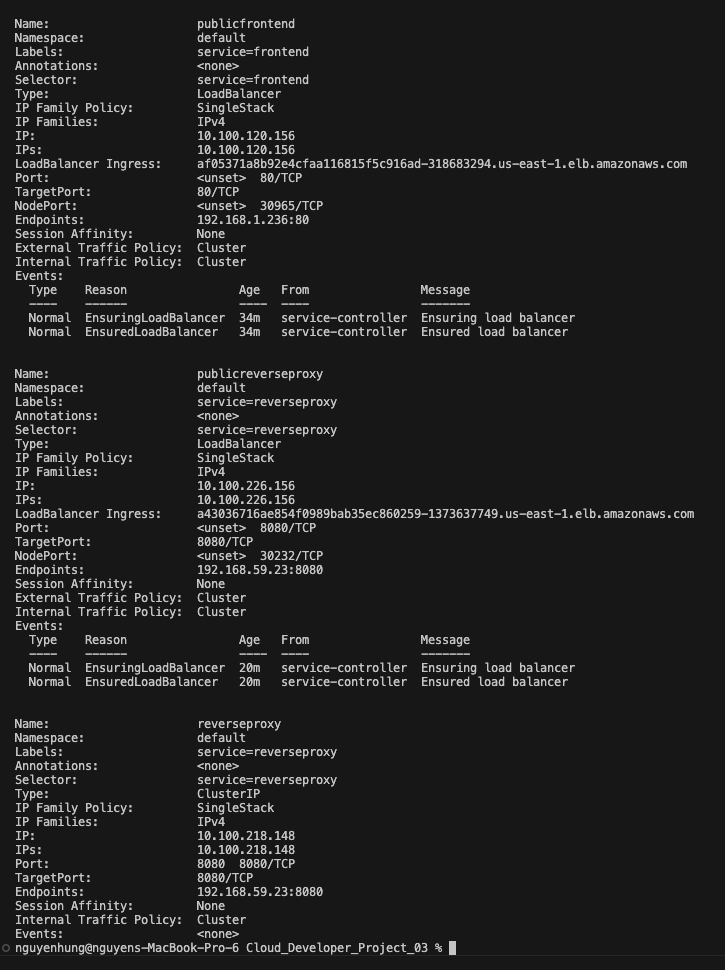 Name:                     publicfrontend
Namespace:                default
Labels:                   service=frontend
Annotations:              <none>
Selector:                 service=frontend
Type:                     LoadBalancer
IP Family Policy:         SingleStack
IP Families:              IPv4
IP:                       10.100.120.156
IPs:                      10.100.120.156
LoadBalancer Ingress:     af05371a8b92e4cfaa116815f5c916ad-318683294.us-east-1.elb.amazonaws.com
Port:                     <unset>  80/TCP
TargetPort:               80/TCP
NodePort:                 <unset>  30965/TCP
Endpoints:                192.168.1.236:80
Session Affinity:         None
External Traffic Policy:  Cluster
Internal Traffic Policy:  Cluster
Events:
  Type    Reason                Age   From                Message
  ----    ------                ----  ----                -------
  Normal  EnsuringLoadBalancer  34m   service-controller  Ensuring load balancer
  Normal  EnsuredLoadBalancer   34m   service-controller  Ensured load balancer
Name:                     publicreverseproxy
Namespace:                default
Labels:                   service=reverseproxy
Annotations:              <none>
Selector:                 service=reverseproxy
Type:                     LoadBalancer
IP Family Policy:         SingleStack
IP Families:              IPv4
IP:                       10.100.226.156
IPs:                      10.100.226.156
LoadBalancer Ingress:     a43036716ae854f0989bab35ec860259-1373637749.us-east-1.elb.amazonaws.com
Port:                     <unset>  8080/TCP
TargetPort:               8080/TCP
NodePort:                 <unset>  30232/TCP
Endpoints:                192.168.59.23:8080
Session Affinity:         None
External Traffic Policy:  Cluster
Internal Traffic Policy:  Cluster
Events:
  Type    Reason                Age   From                Message
  ----    ------                ----  ----                -------
  Normal  EnsuringLoadBalancer  20m   service-controller  Ensuring load balancer
  Normal  EnsuredLoadBalancer   20m   service-controller  Ensured load balancer
Name:                     reverseproxy
Namespace:                default
Labels:                   service=reverseproxy
Annotations:              <none>
Selector:                 service=reverseproxy
Type:                     ClusterIP
IP Family Policy:         SingleStack
IP Families:              IPv4
IP:                       10.100.218.148
IPs:                      10.100.218.148
Port:                     8080  8080/TCP
TargetPort:               8080/TCP
Endpoints:                192.168.59.23:8080
Session Affinity:         None
Internal Traffic Policy:  Cluster
Events:                   <none>
nguyenhung@nguyens-MacBook-Pro-6 Cloud_Developer_Project_03 %